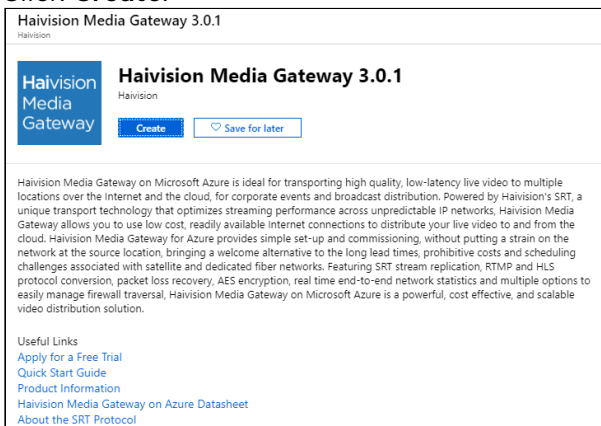 Haivision Media Gateway 3.0.1
Haivision
Haivision
Media
Gateway
Haivision Media Gateway 3.0.1
Haivision
Create
Save for later
Haivision Media Gateway on Microsoft Azure is ideal for transporting high quality, low-latency live video to multiple
locations over the Internet and the cloud, for corporate events and broadcast distribution. Powered by Haivision's SRT, a
unique transport technology that optimizes streaming performance across unpredictable IP networks, Haivision Media
Gateway allows you to use low cost, readily available Internet connections to distribute your live video to and from the
cloud. Haivision Media Gateway for Azure provides simple set-up and commissioning, without putting a strain on the
network at the source location, bringing a welcome alternative to the long lead times, prohibitive costs and scheduling
challenges associated with satellite and dedicated fiber networks. Featuring SRT stream replication, RTMP and HLS
protocol conversion, packet loss recovery, AES encryption, real time end-to-end network statistics and multiple options to
easily manage firewall traversal, Haivision Media Gateway on Microsoft Azure is a powerful, cost effective, and scalable
video distribution solution.
Useful Links
Apply for a Free Trial
Quick Start Guide
Product Information
Haivision Media Gateway on Azure Datasheet
About the SRT Protocol